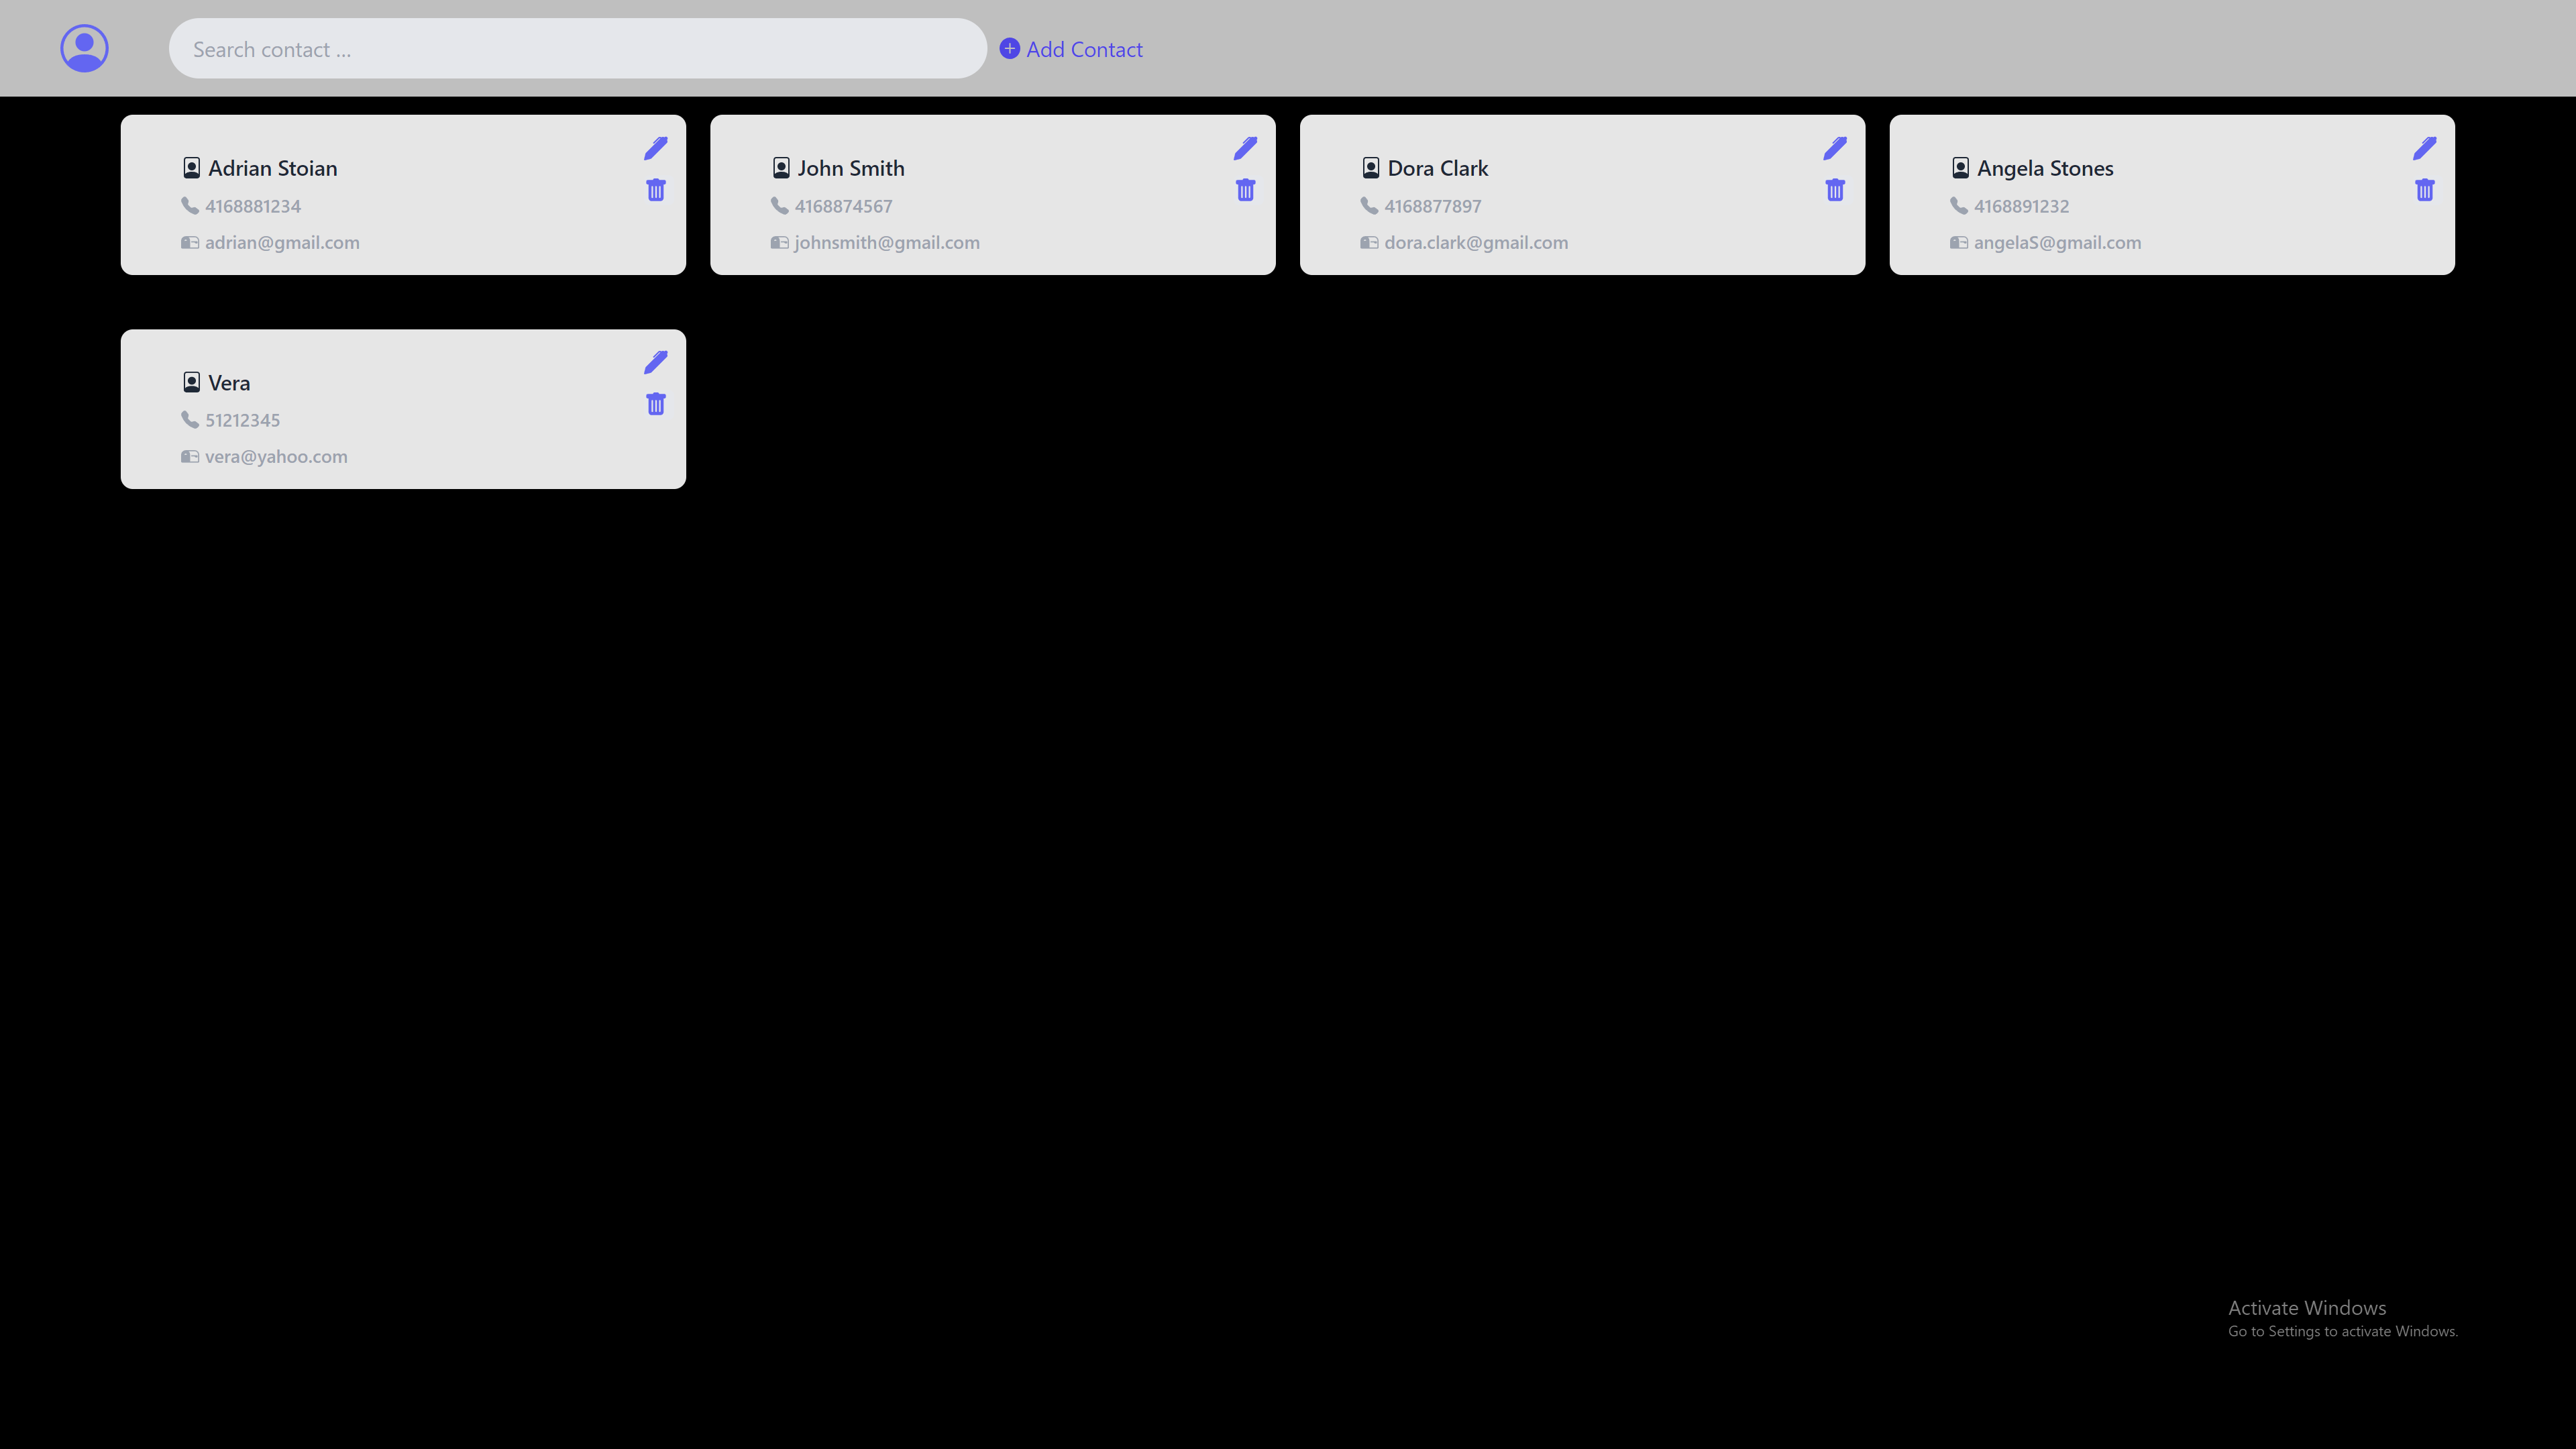 Search contact ...
Add Contact
Adrian Stoian
4168881234
adrian@gmail.com
John Smith
4168874567
johnsmith@gmail.com
Dora Clark
4168877897
dora.clark@gmail.com
Angela Stones
4168891232
angelaS@gmail.com
Vera
51212345
vera@yahoo.com
Activate Windows
Go to Settings to activate Windows.